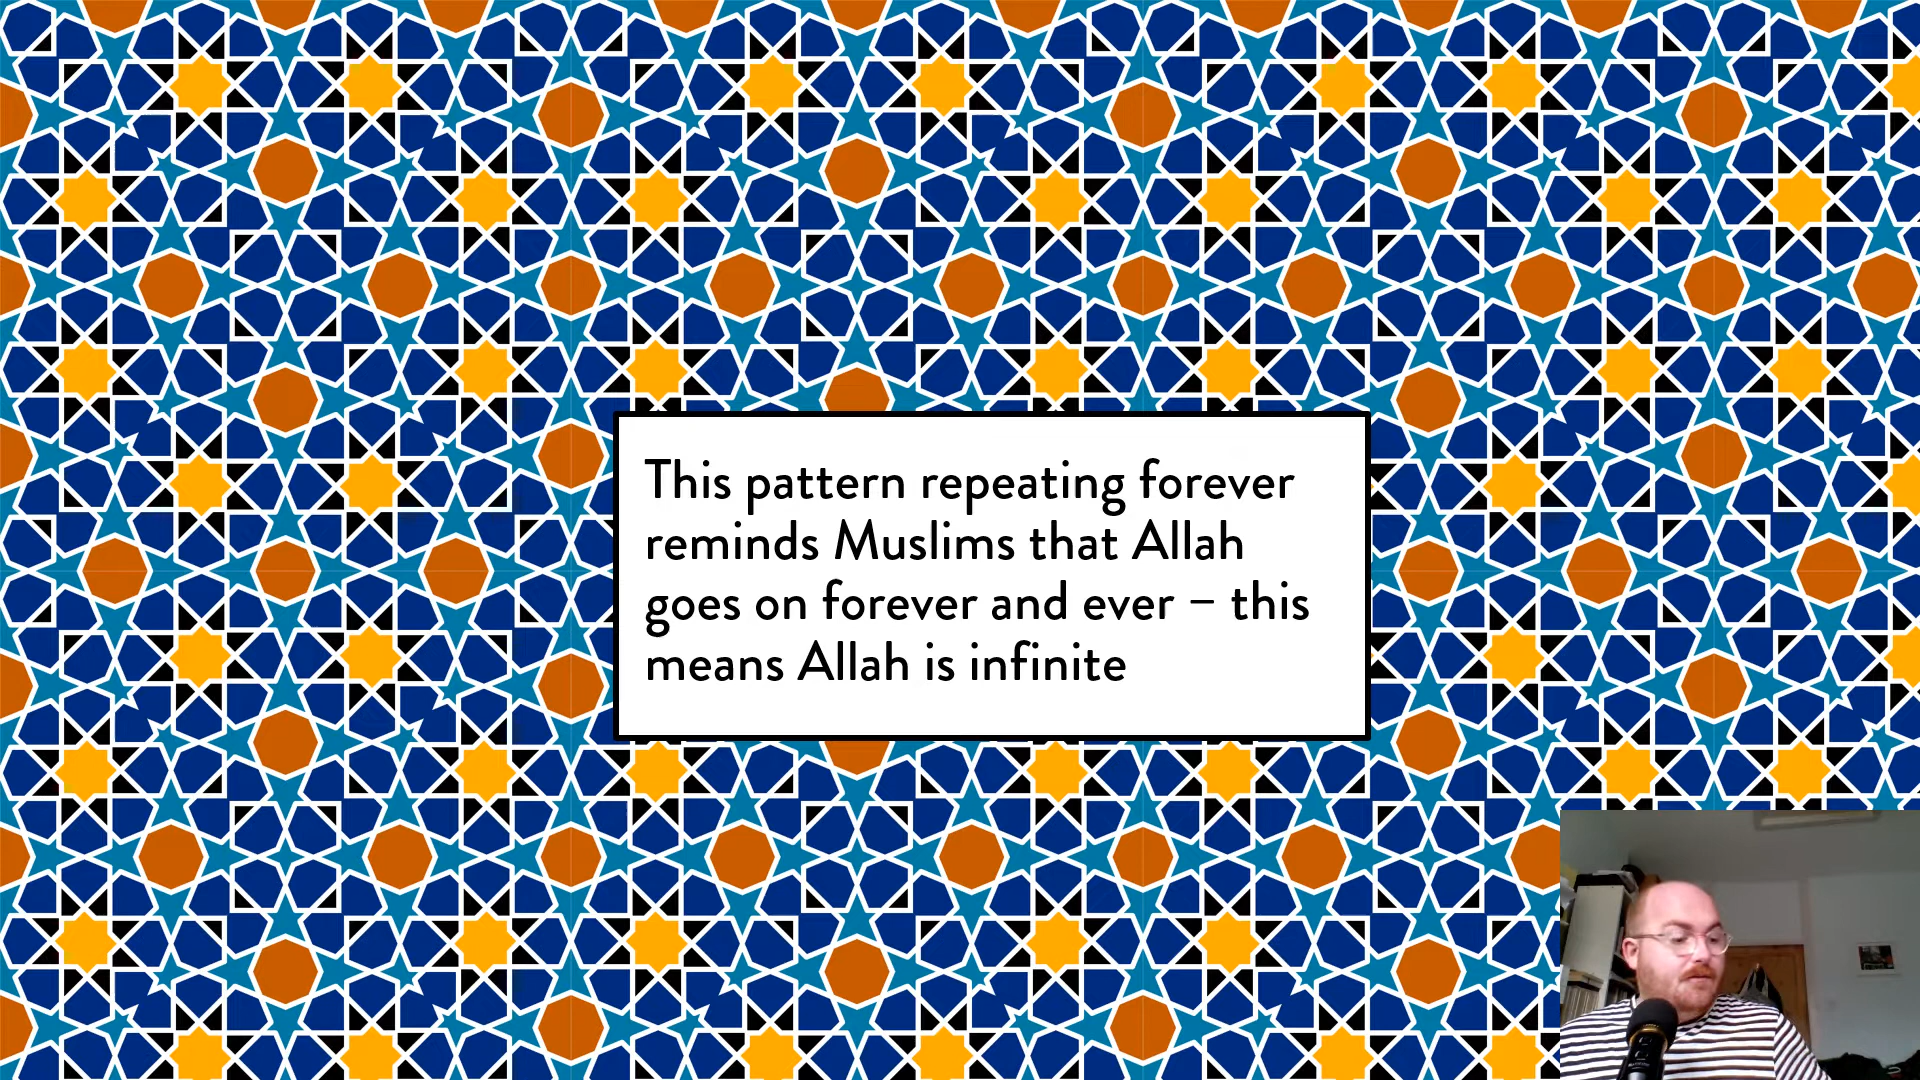 This pattern repeating forever
reminds Muslims that Allah
goes on forever and ever – this
means Allah is infinite